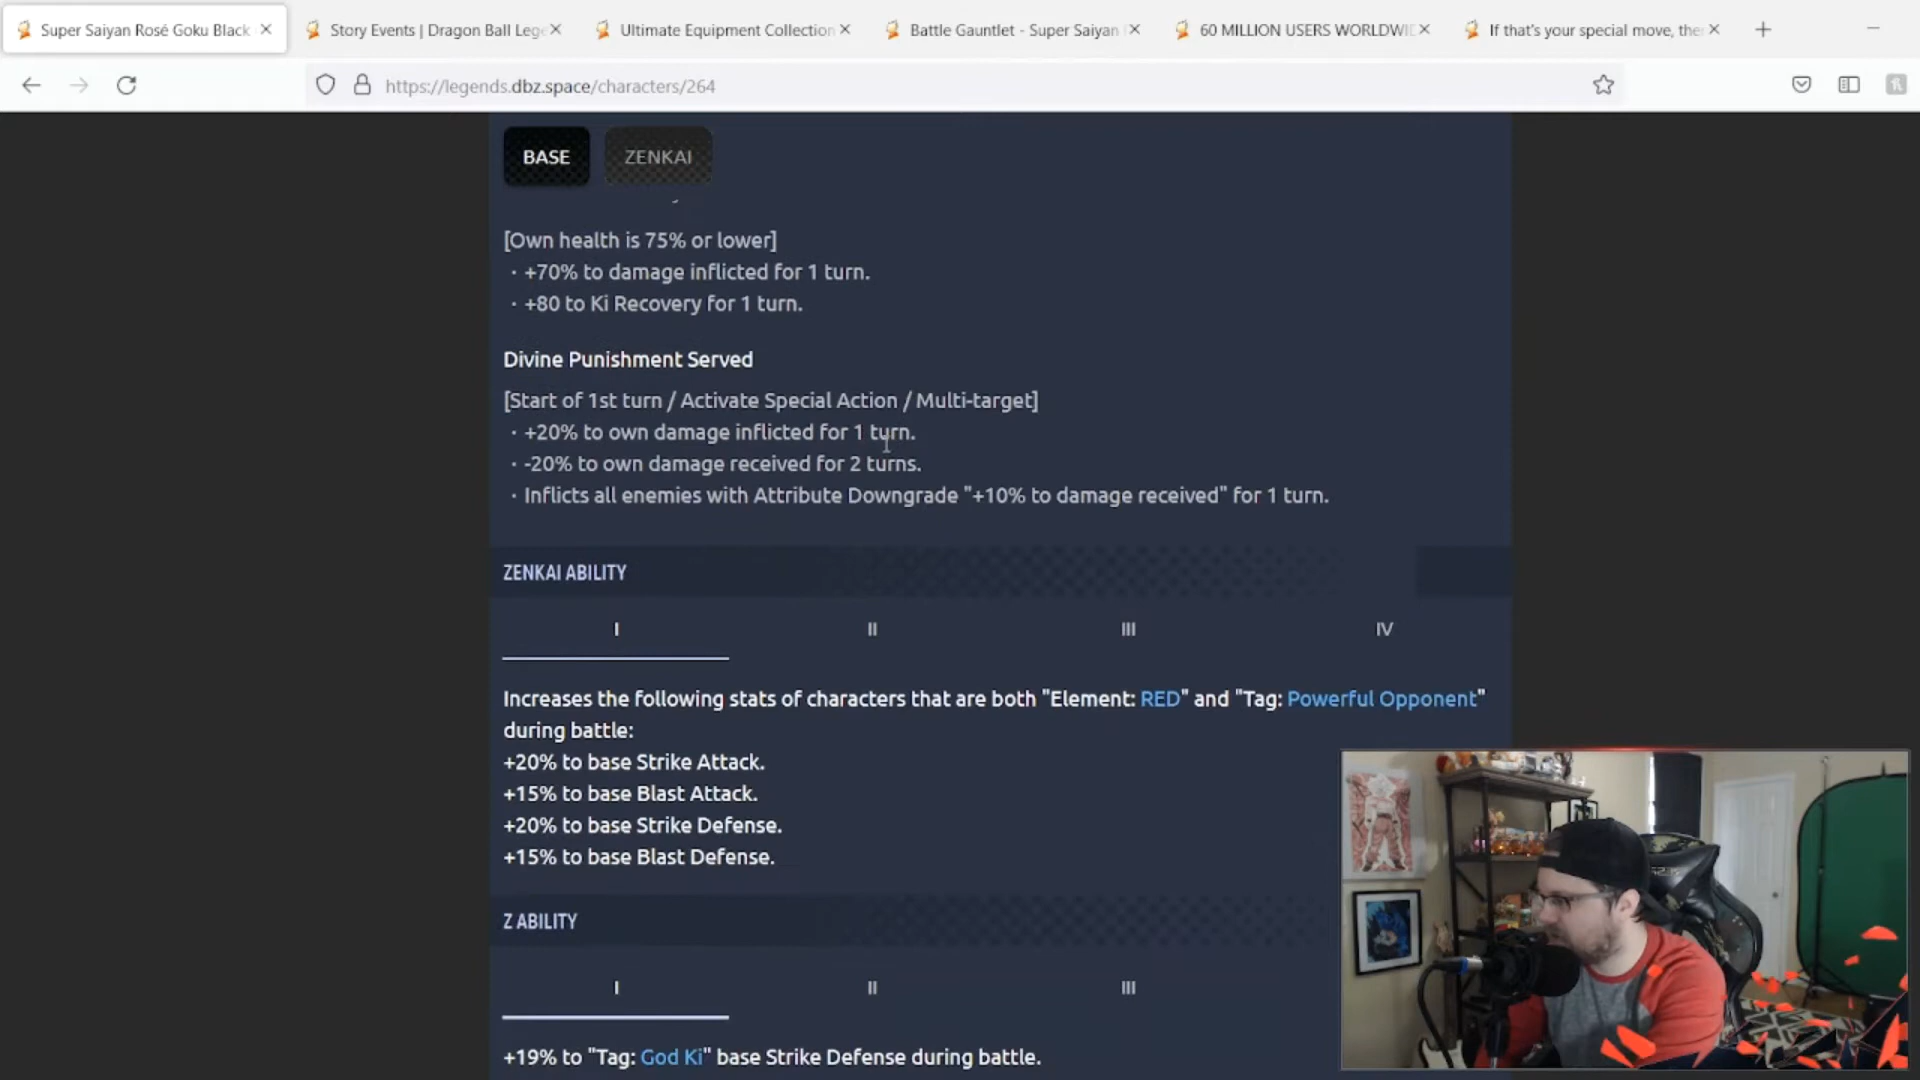 Super Saiyan Rosé Goku Black
Story Events | Dragon Ball Lege
Ultimate Equipment Collection
Battle Gauntlet - Super Saiyan
60 MILLION USERS WORLDWI
If that's your special move, the
https://legends.dbz.space/characters/264
BASE
ZENKAI
[Own health is 75% or lower]
· +70% to damage inflicted for 1 turn.
· +80 to Ki Recovery for 1 turn.
Divine Punishment Served
[Start of 1st turn / Activate Special Action / Multi-target]
· +20% to own damage inflicted for 1 turn.
· -20% to own damage received for 2 turns.
· Inflicts all enemies with Attribute Downgrade "+10% to damage received" for 1 turn.
ZENKAI ABILITY
I II III IV
Increases the following stats of characters that are both "Element: RED" and "Tag: Powerful Opponent"
during battle:
+20% to base Strike Attack.
+15% to base Blast Attack.
+20% to base Strike Defense.
+15% to base Blast Defense.
Z ABILITY
I II III
+19% to "Tag: God Ki" base Strike Defense during battle.